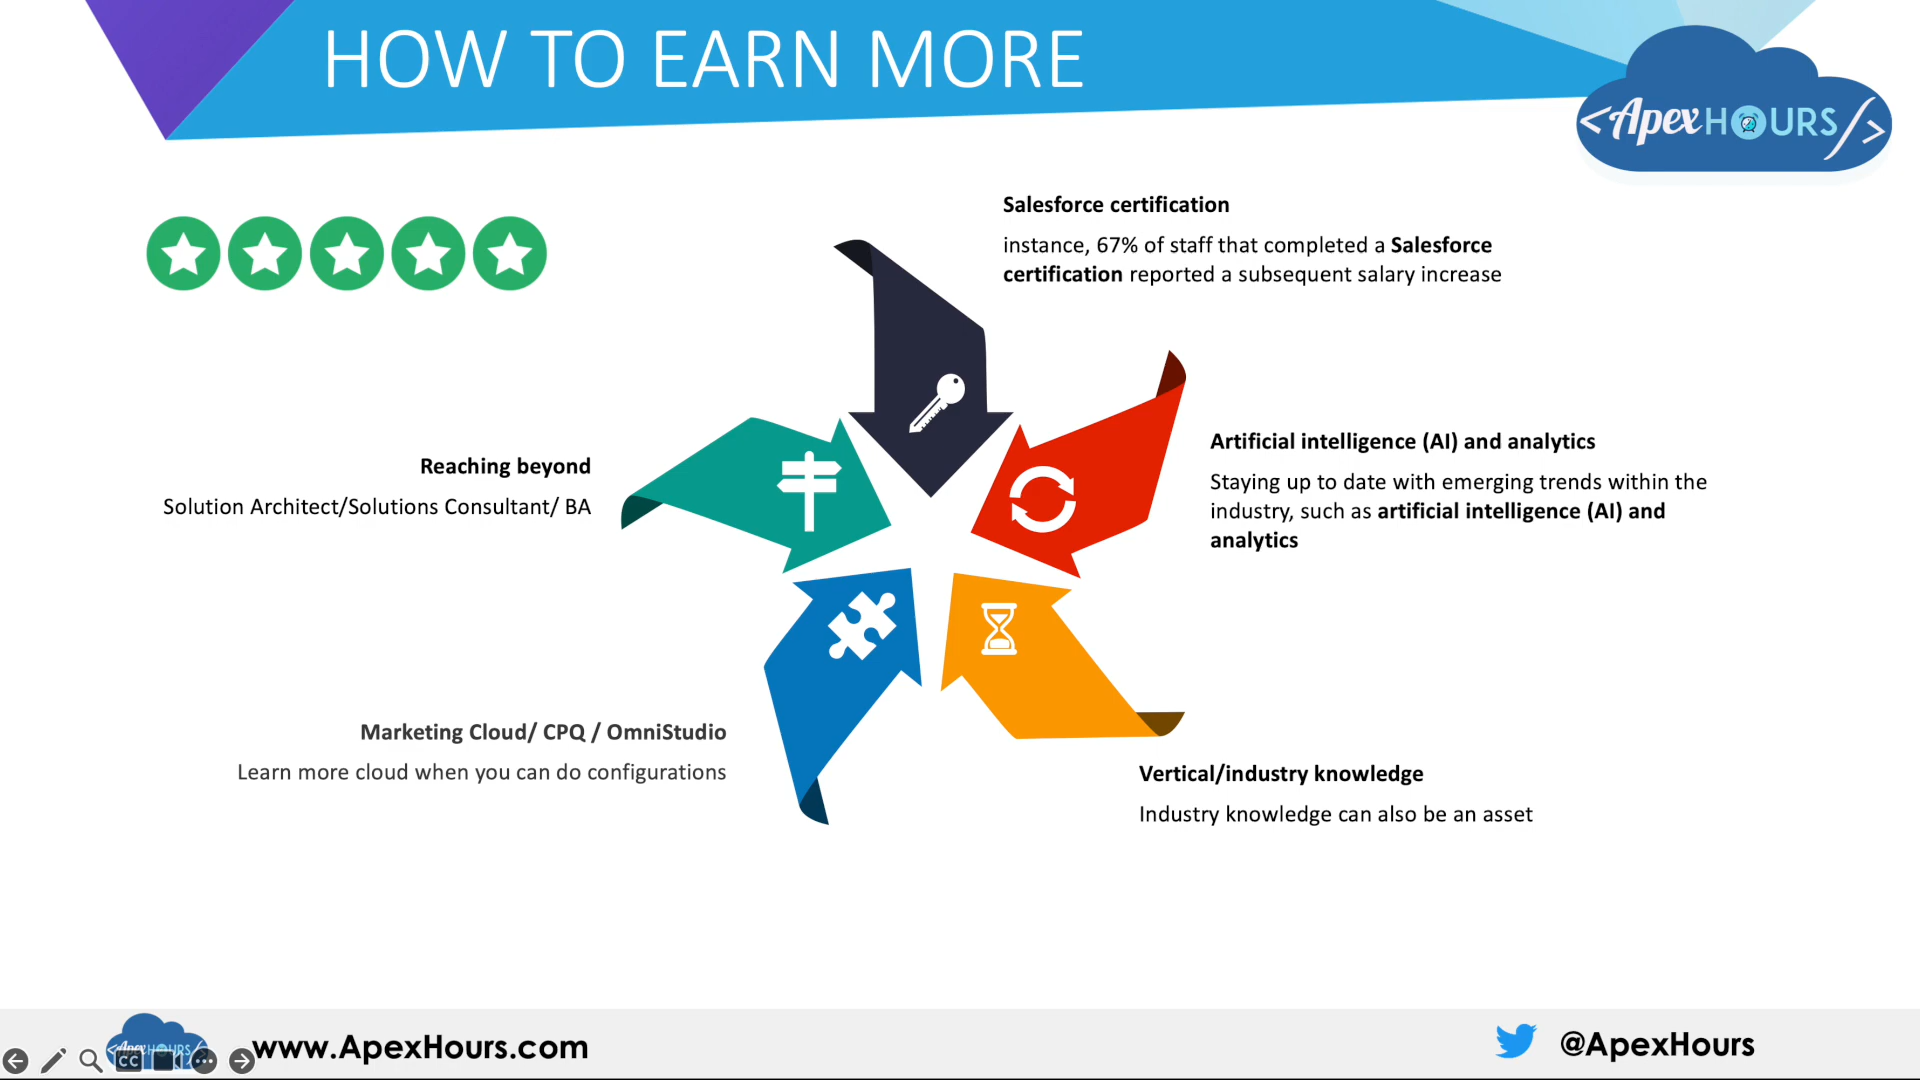 HOW TO EARN MORE
<ApexHOURS/>
Salesforce certification
instance, 67% of staff that completed a Salesforce
certification reported a subsequent salary increase
Artificial intelligence (AI) and analytics
Staying up to date with emerging trends within the
industry, such as artificial intelligence (AI) and
analytics
Reaching beyond
Solution Architect/Solutions Consultant/ BA
Marketing Cloud/ CPQ / OmniStudio
Learn more cloud when you can do configurations
Vertical/industry knowledge
Industry knowledge can also be an asset
<ApexHOURS/>
CC
www.ApexHours.com
@ApexHours